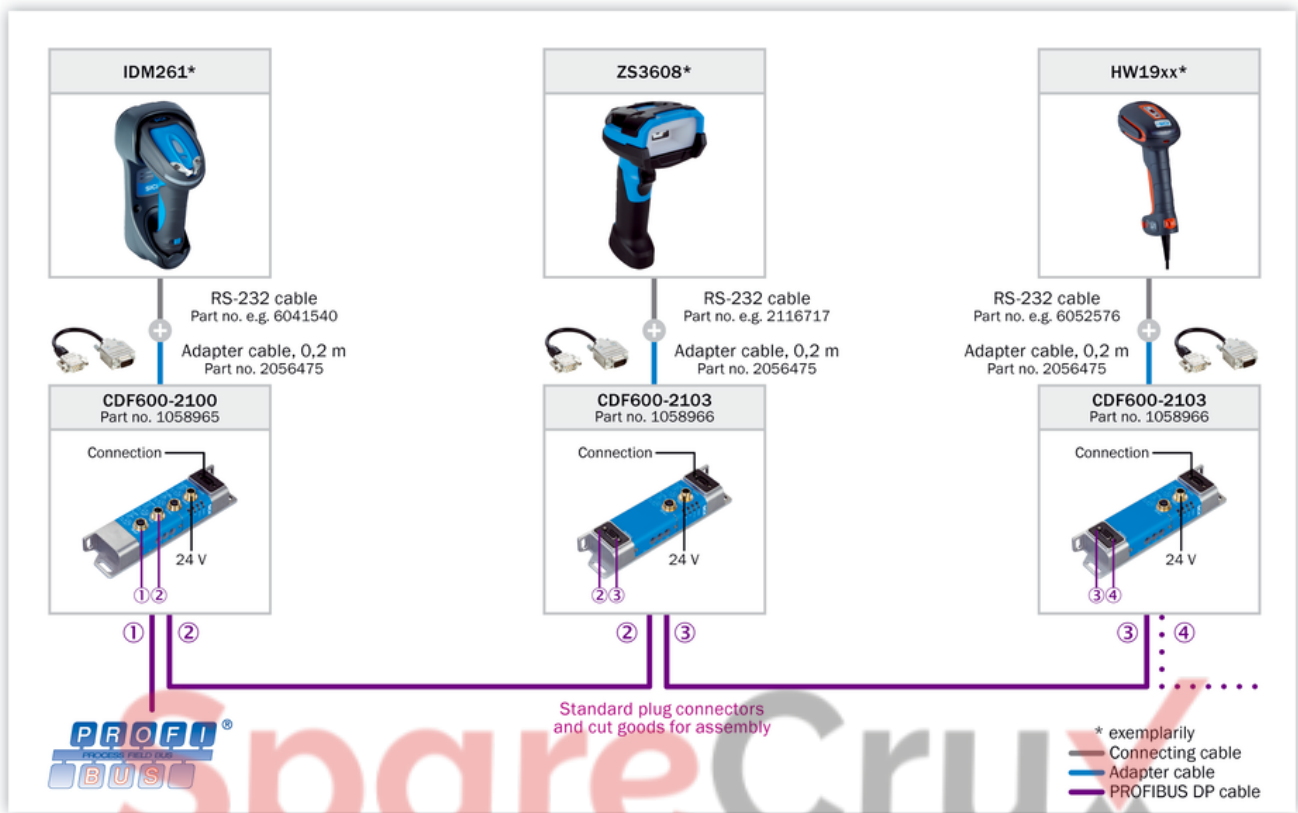 IDM261*
RS-232 cable
Part no. e.g. 6041540
Adapter cable, 0,2 m
Part no. 2056475
CDF600-2100
Part no. 1058965
Connection
24 V
①②
① ②
ZS3608*
RS-232 cable
Part no. e.g. 2116717
Adapter cable, 0,2 m
Part no. 2056475
CDF600-2103
Part no. 1058966
Connection
24 V
②③
② ③
HW19xx*
RS-232 cable
Part no. e.g. 6052576
Adapter cable, 0,2 m
Part no. 2056475
CDF600-2103
Part no. 1058966
Connection
24 V
③④
③ ④
Standard plug connectors
and cut goods for assembly
PROFI®
PROCESS FIELD BUS
BUS
* exemplarily
Connecting cable
Adapter cable
PROFIBUS DP cable
SpareCrux